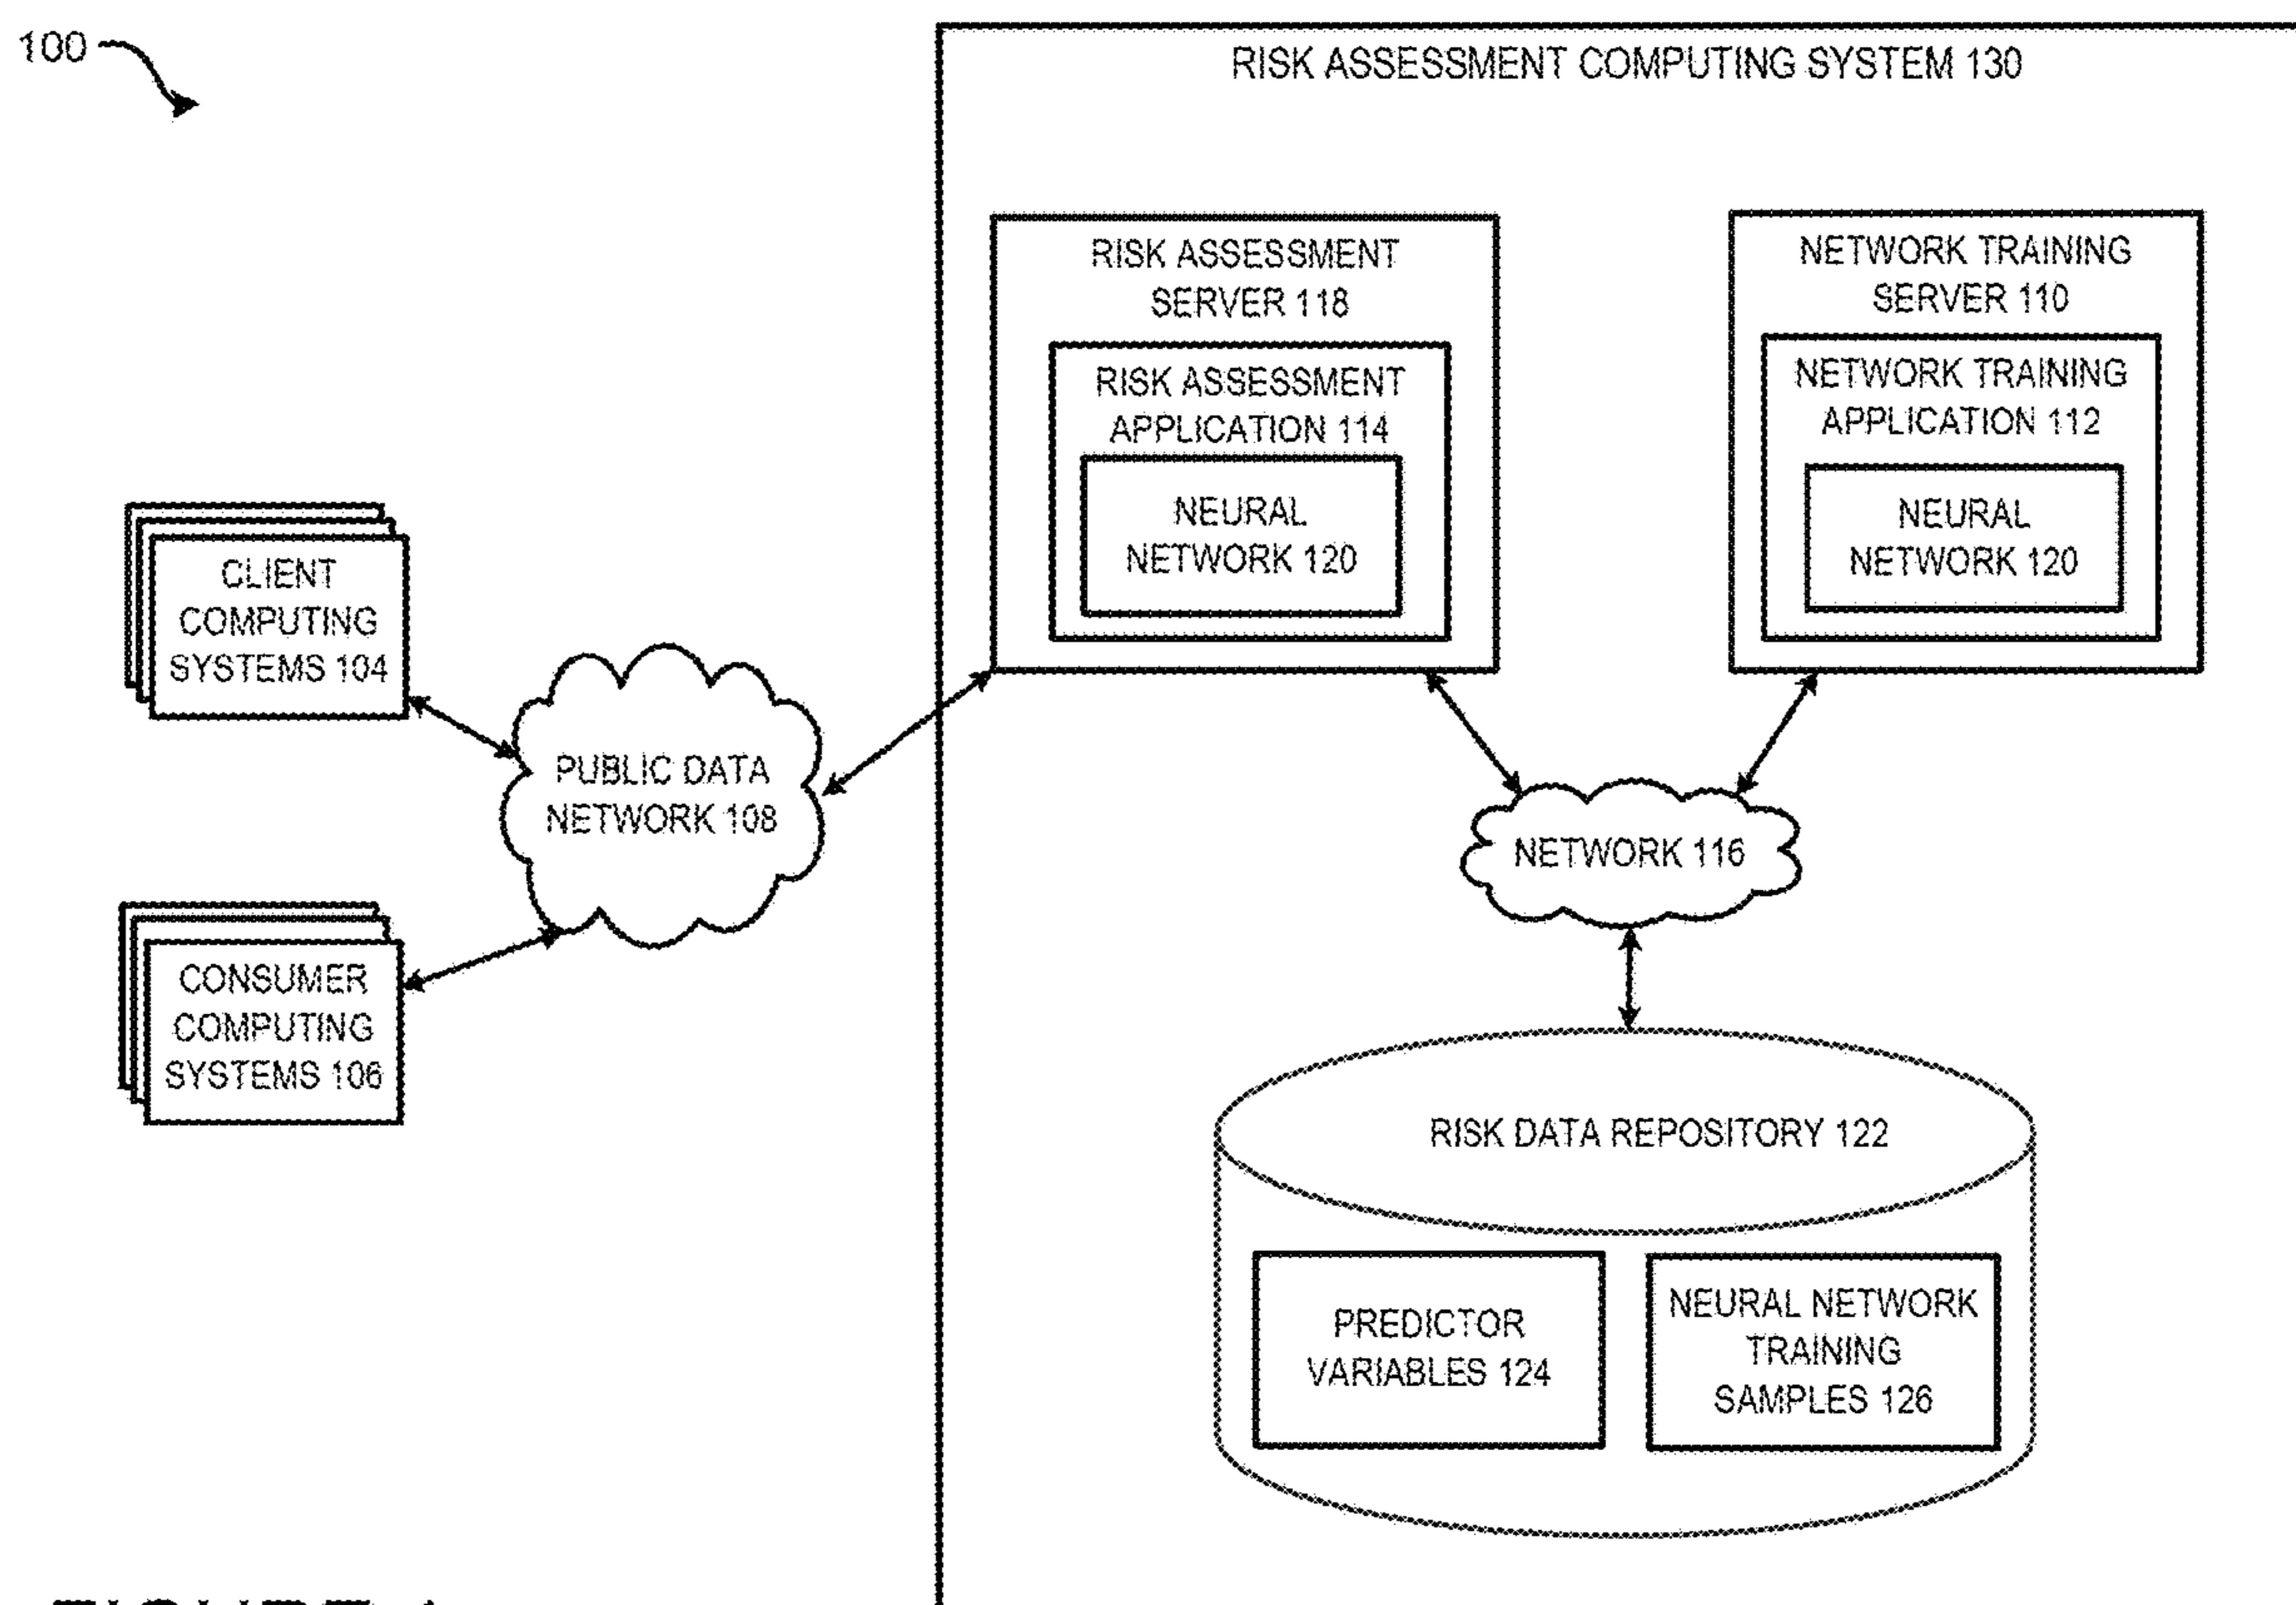 100
RISK ASSESSMENT COMPUTING SYSTEM 130
RISK ASSESSMENT
SERVER 118
RISK ASSESSMENT
APPLICATION 114
NEURAL
NETWORK 120
NETWORK TRAINING
SERVER 110
NETWORK TRAINING
APPLICATION 112
NEURAL
NETWORK 120
CLIENT
COMPUTING
SYSTEMS 104
PUBLIC DATA
NETWORK 108
NETWORK 116
CONSUMER
COMPUTING
SYSTEMS 106
RISK DATA REPOSITORY 122
PREDICTOR
VARIABLES 124
NEURAL NETWORK
TRAINING
SAMPLES 126